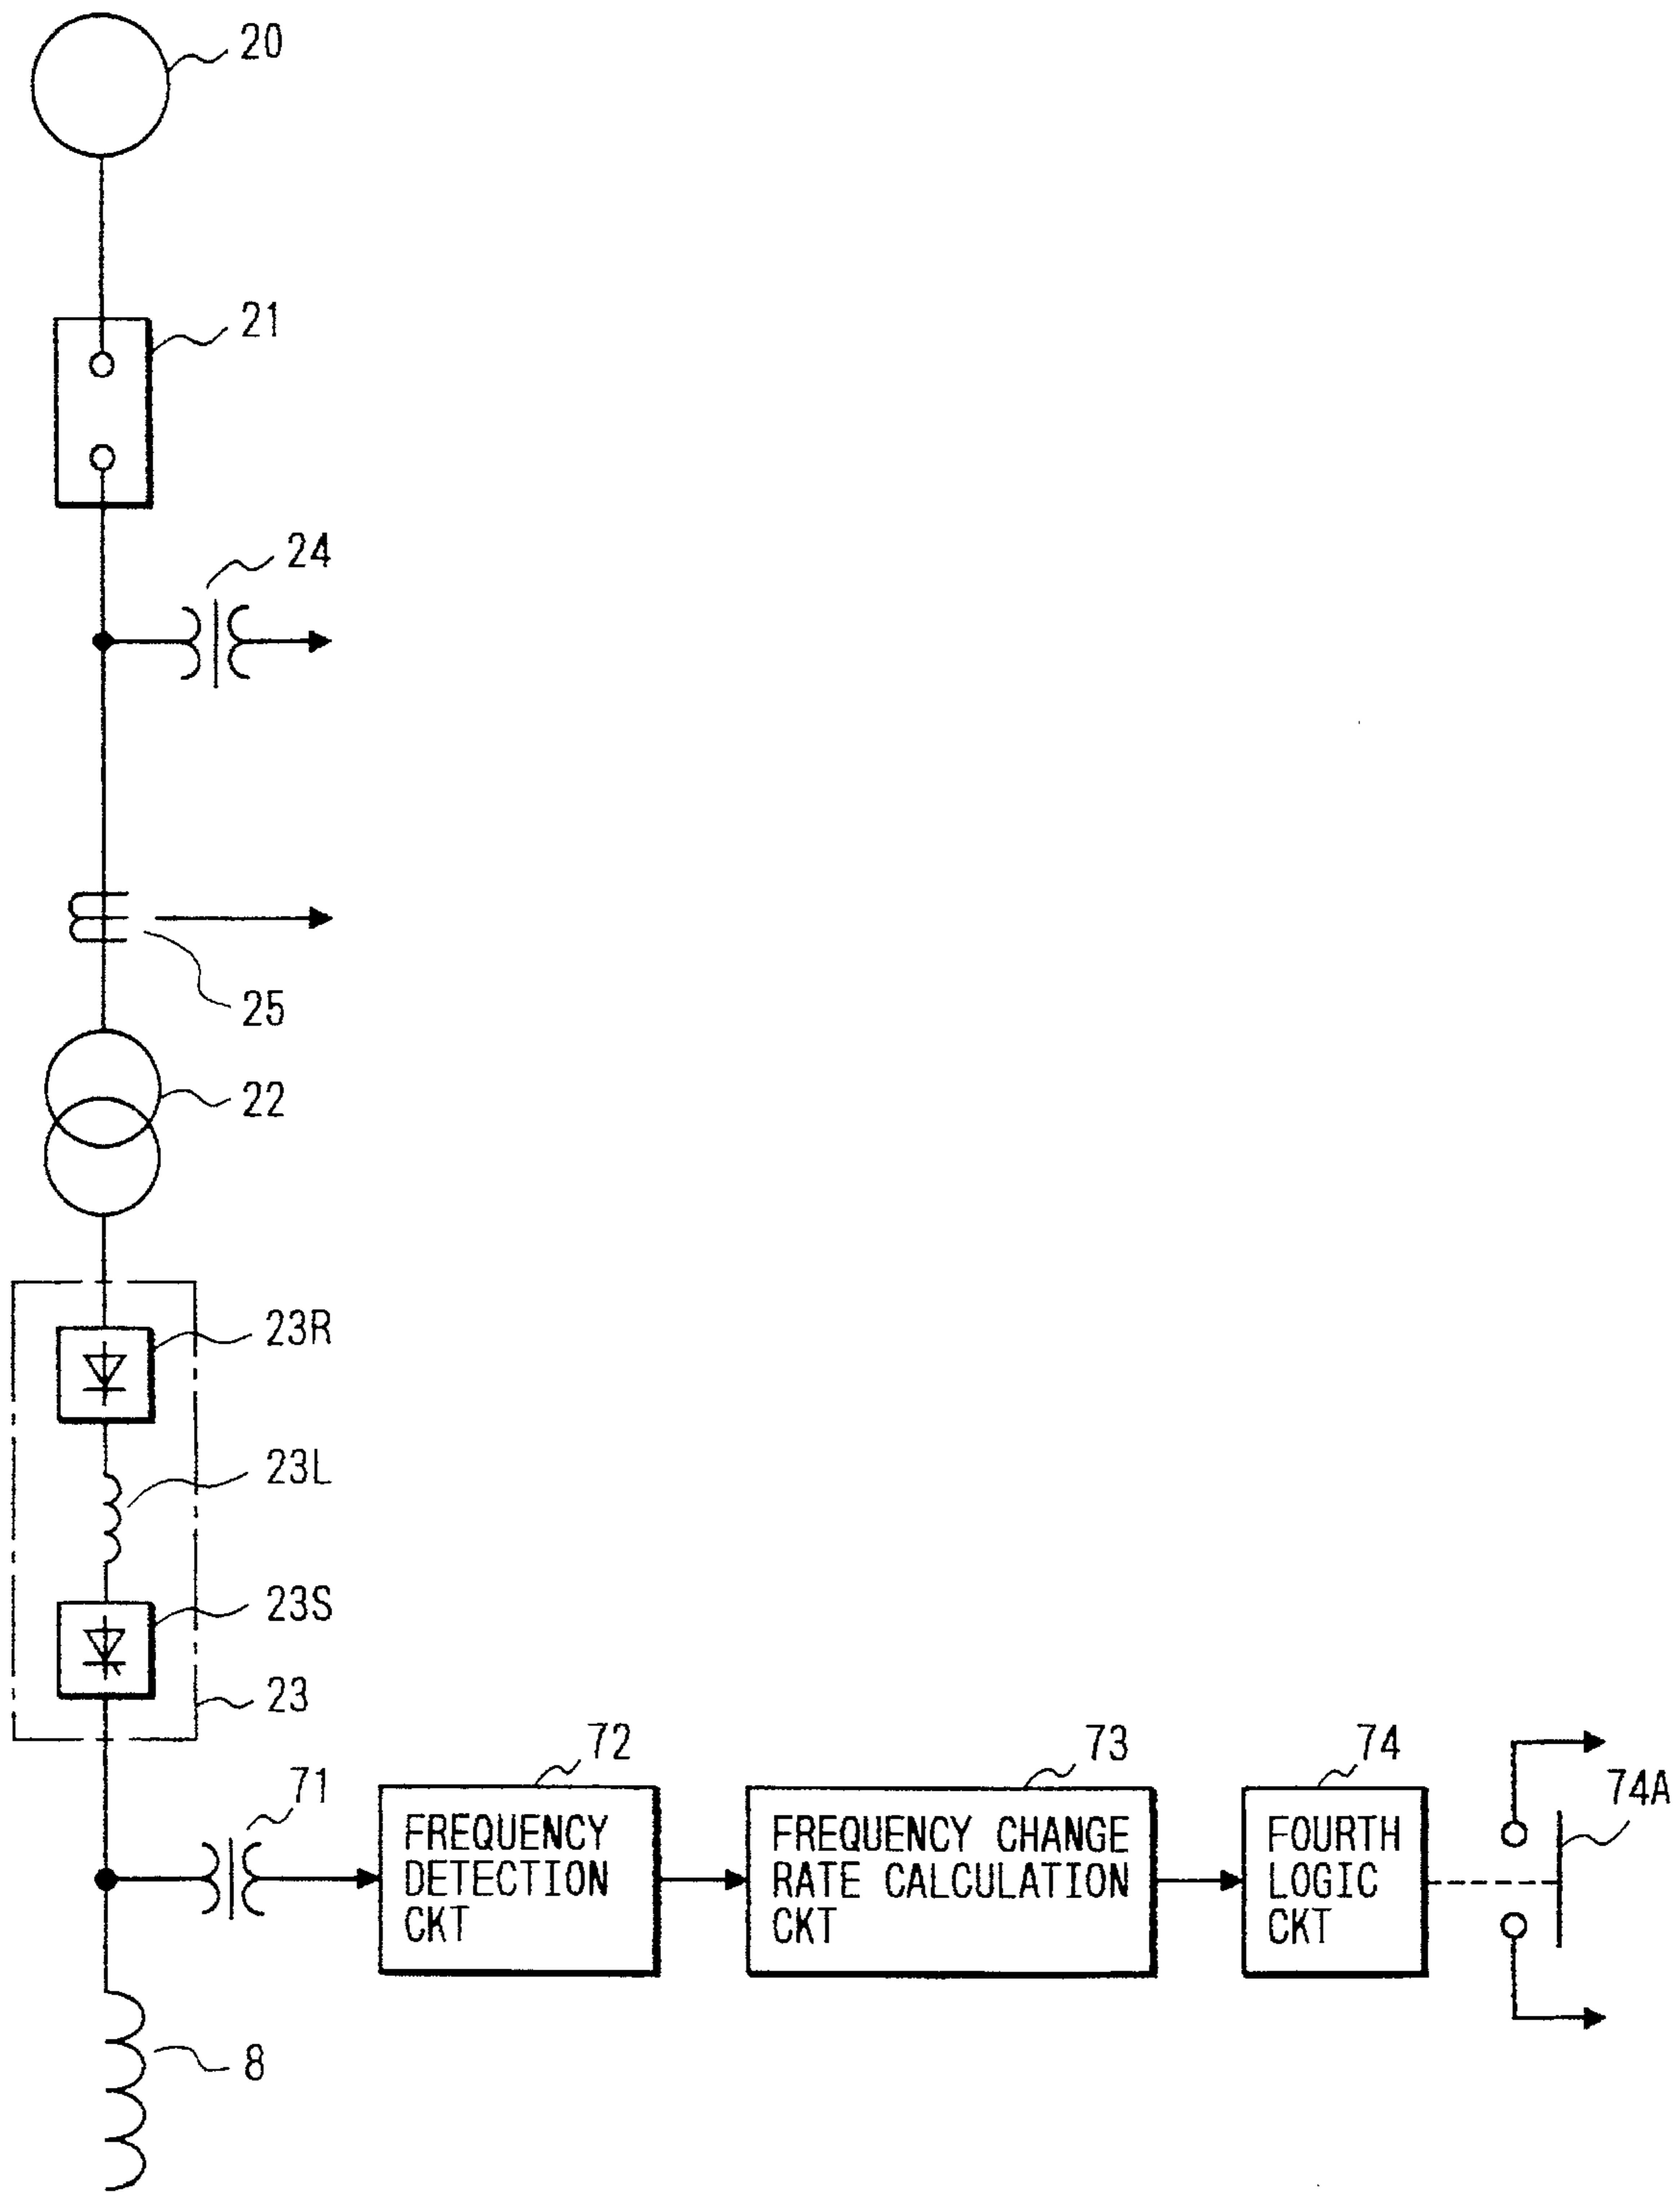 20
21
24
25
22
23R
23L
23S
23
71
72
73
74
74A
FREQUENCY
DETECTION
CKT
FREQUENCY CHANGE
RATE CALCULATION
CKT
FOURTH
LOGIC
CKT
8